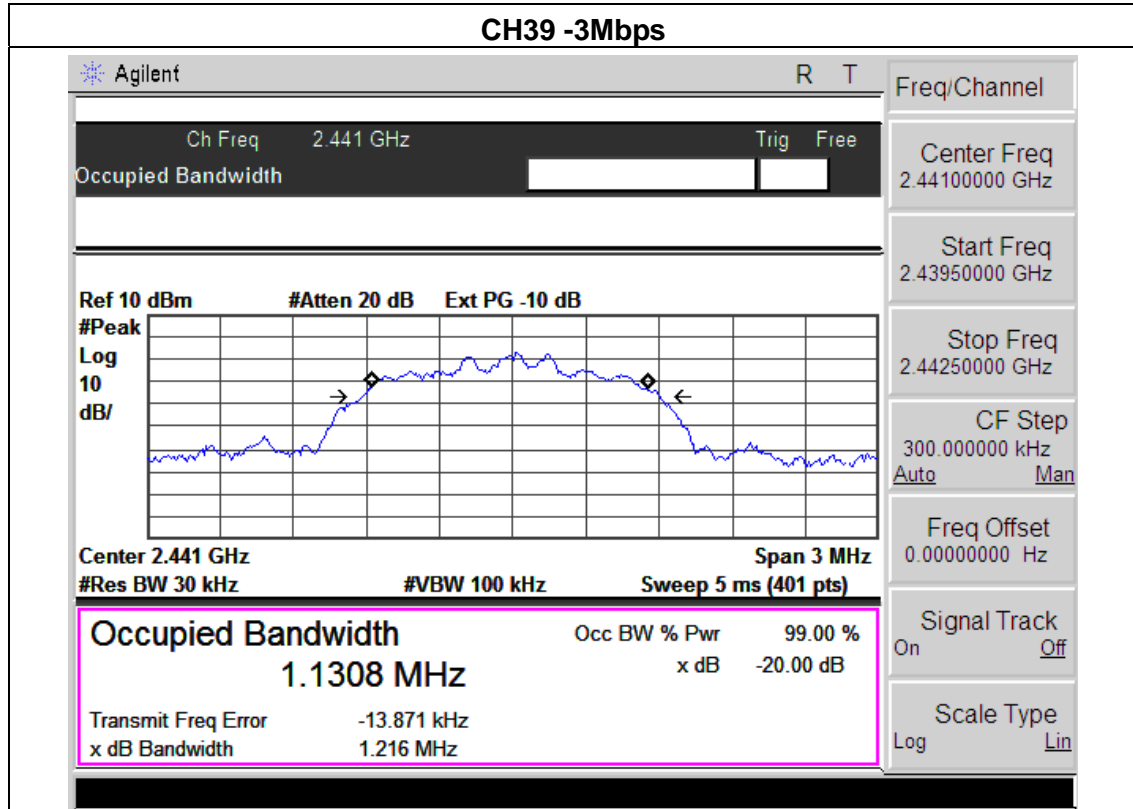 CH39 -3Mbps
Agilent R T
Ch Freq 2.441 GHz Trig Free
Occupied Bandwidth
Ref 10 dBm #Atten 20 dB Ext PG -10 dB
#Peak
Log
10
dB/
Center 2.441 GHz Span 3 MHz
#Res BW 30 kHz #VBW 100 kHz Sweep 5 ms (401 pts)
Occupied Bandwidth
1.1308 MHz
Occ BW % Pwr 99.00 %
x dB -20.00 dB
Transmit Freq Error -13.871 kHz
x dB Bandwidth 1.216 MHz
Freq/Channel
Center Freq
2.44100000 GHz
Start Freq
2.43950000 GHz
Stop Freq
2.44250000 GHz
CF Step
300.000000 kHz
Auto Man
Freq Offset
0.00000000 Hz
Signal Track
On Off
Scale Type
Log Lin